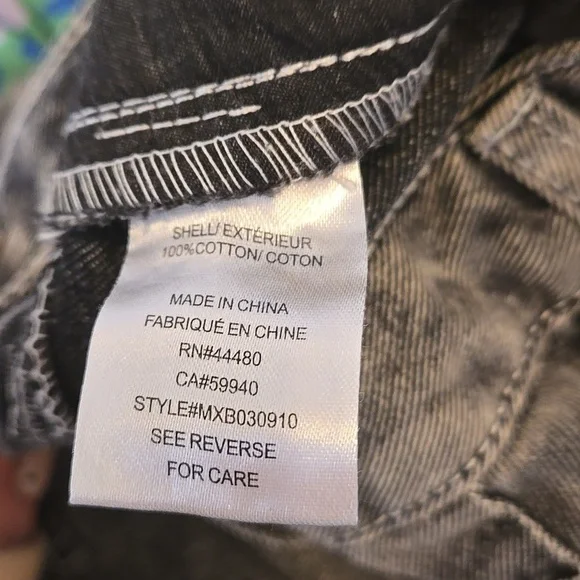 SHELL/ EXTÉRIEUR
100%COTTON/ COTON
MADE IN CHINA
FABRIQUÉ EN CHINE
RN#44480
CA#59940
STYLE#MXB030910
SEE REVERSE
FOR CARE